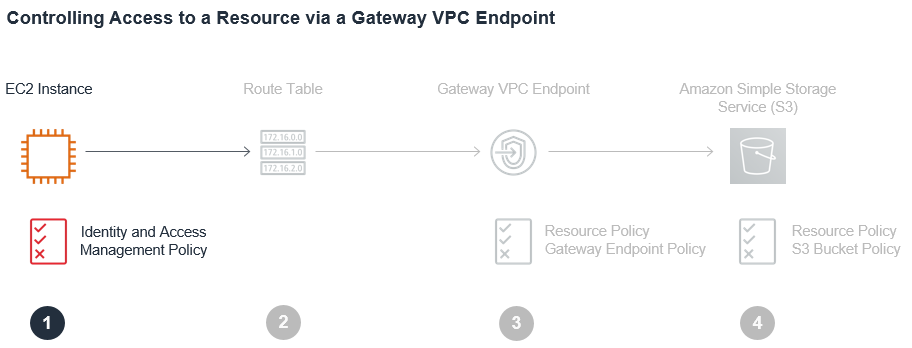 Controlling Access to a Resource via a Gateway VPC Endpoint
EC2 Instance
Route Table
Gateway VPC Endpoint
Amazon Simple Storage
Service (S3)
172.16.0.0
172.16.1.0
172.16.2.0
Identity and Access
Management Policy
Resource Policy
Gateway Endpoint Policy
Resource Policy
S3 Bucket Policy
1
2
3
4